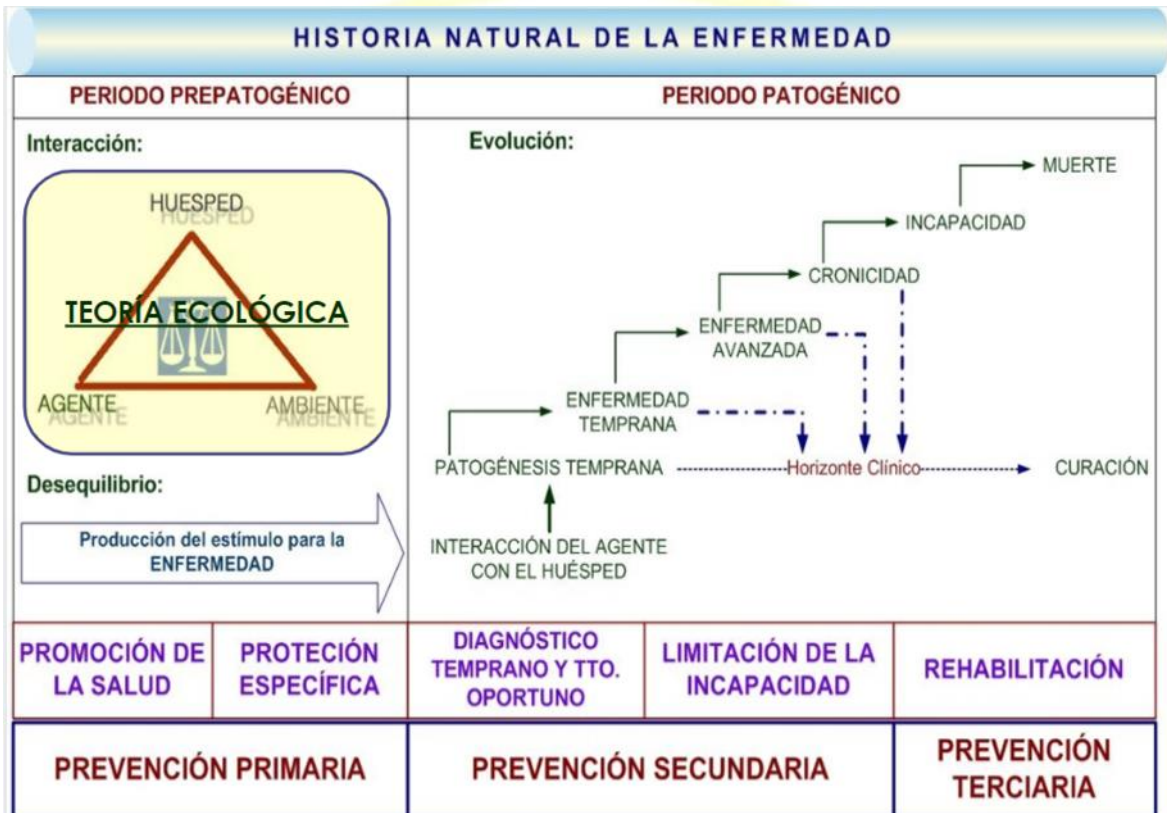 HISTORIA NATURAL DE LA ENFERMEDAD
PERIODO PREPATOGÉNICO
PERIODO PATOGÉNICO
Interacción:
HUESPED
TEORÍA ECOLÓGICA
AGENTE
AMBIENTE
Desequilibrio:
Producción del estímulo para la
ENFERMEDAD
Evolución:
MUERTE
INCAPACIDAD
CRONICIDAD
ENFERMEDAD
AVANZADA
ENFERMEDAD
TEMPRANA
PATOGÉNESIS TEMPRANA
Horizonte Clínico
CURACIÓN
INTERACCIÓN DEL AGENTE
CON EL HUÉSPED
PROMOCIÓN DE
LA SALUD
PROTECIÓN
ESPECÍFICA
DIAGNÓSTICO
TEMPRANO Y TTO.
OPORTUNO
LIMITACIÓN DE LA
INCAPACIDAD
REHABILITACIÓN
PREVENCIÓN PRIMARIA
PREVENCIÓN SECUNDARIA
PREVENCIÓN
TERCIARIA